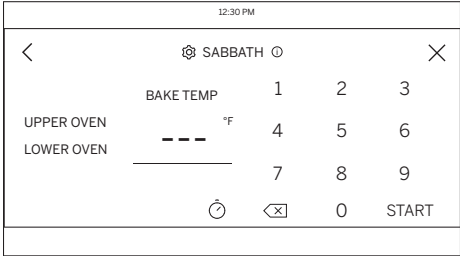 12:30 PM
SABBATH
BAKE TEMP
1 2 3
UPPER OVEN
LOWER OVEN
--- °F
4 5 6
7 8 9
0 START